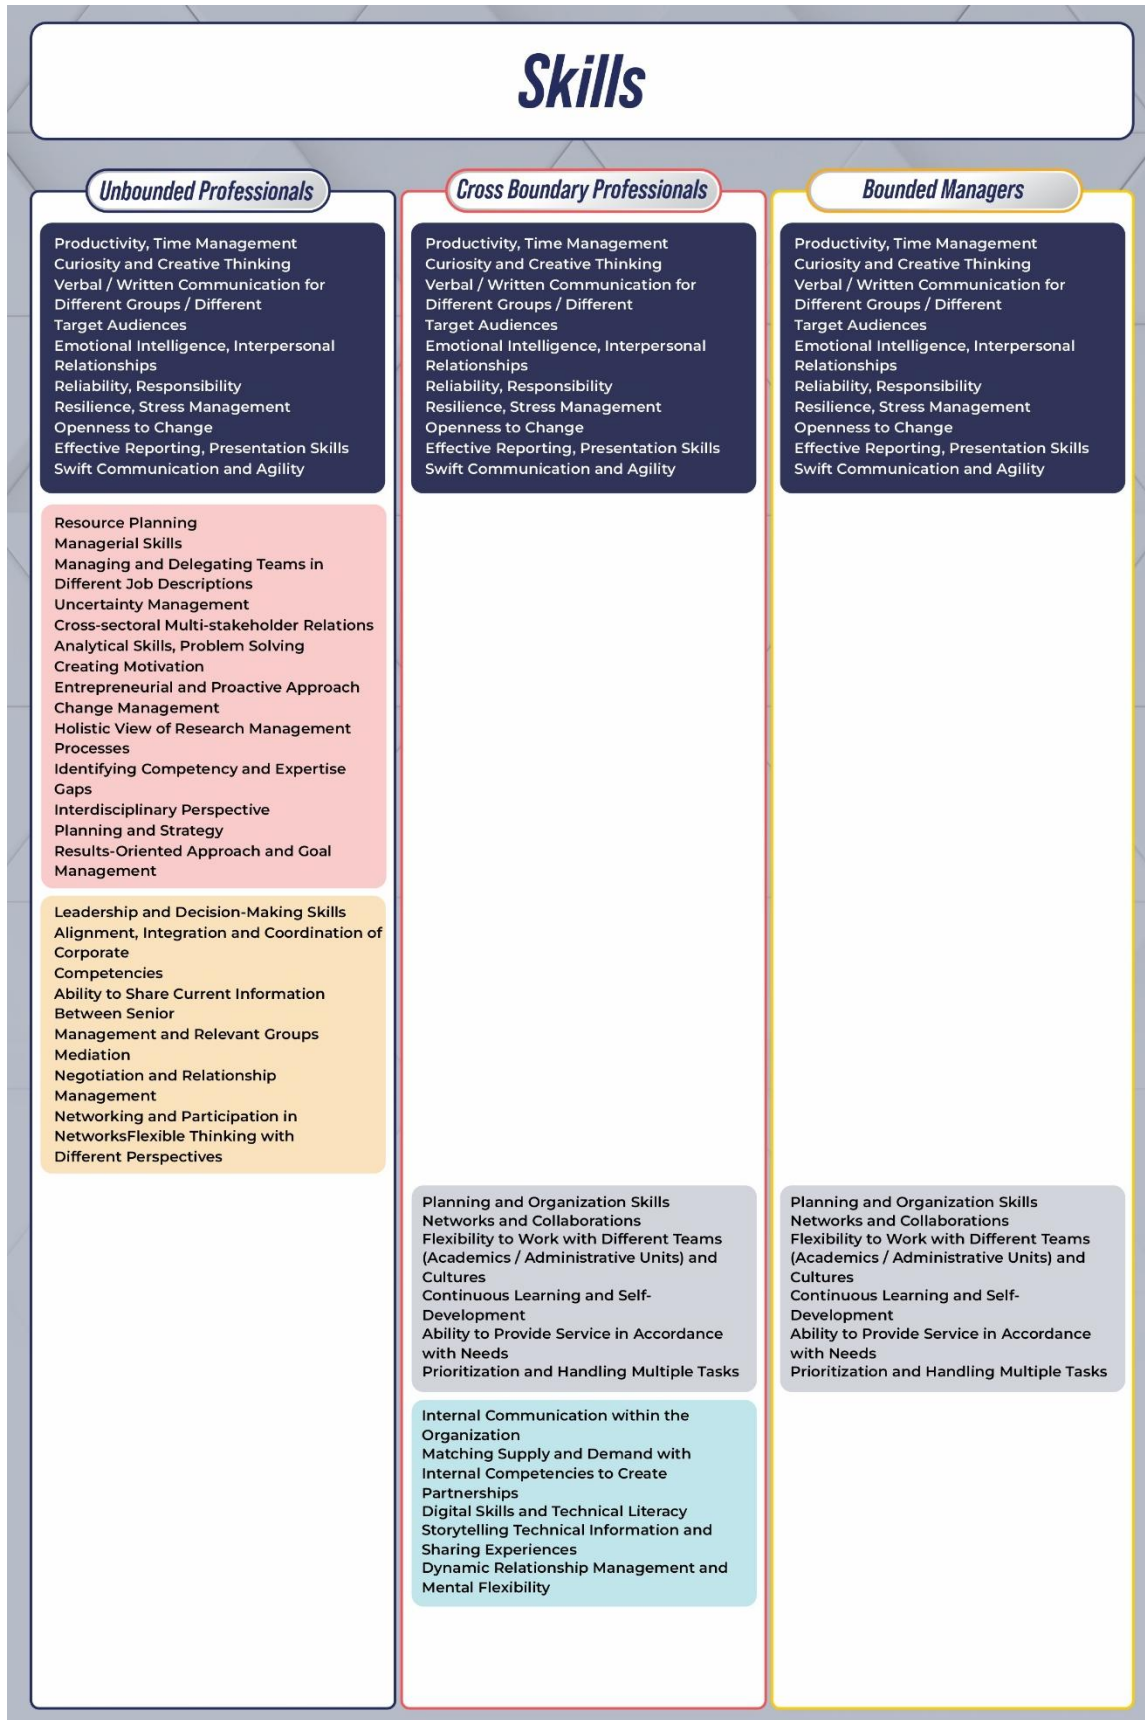 Skills
Unbounded Professionals
Productivity, Time Management
Curiosity and Creative Thinking
Verbal / Written Communication for
Different Groups / Different
Target Audiences
Emotional Intelligence, Interpersonal
Relationships
Reliability, Responsibility
Resilience, Stress Management
Openness to Change
Effective Reporting, Presentation Skills
Swift Communication and Agility
Resource Planning
Managerial Skills
Managing and Delegating Teams in
Different Job Descriptions
Uncertainty Management
Cross-sectoral Multi-stakeholder Relations
Analytical Skills, Problem Solving
Creating Motivation
Entrepreneurial and Proactive Approach
Change Management
Holistic View of Research Management
Processes
Identifying Competency and Expertise
Gaps
Interdisciplinary Perspective
Planning and Strategy
Results-Oriented Approach and Goal
Management
Leadership and Decision-Making Skills
Alignment, Integration and Coordination of
Corporate
Competencies
Ability to Share Current Information
Between Senior
Management and Relevant Groups
Mediation
Negotiation and Relationship
Management
Networking and Participation in
NetworksFlexible Thinking with
Different Perspectives
Cross Boundary Professionals
Productivity, Time Management
Curiosity and Creative Thinking
Verbal / Written Communication for
Different Groups / Different
Target Audiences
Emotional Intelligence, Interpersonal
Relationships
Reliability, Responsibility
Resilience, Stress Management
Openness to Change
Effective Reporting, Presentation Skills
Swift Communication and Agility
Planning and Organization Skills
Networks and Collaborations
Flexibility to Work with Different Teams
(Academics / Administrative Units) and
Cultures
Continuous Learning and Self-
Development
Ability to Provide Service in Accordance
with Needs
Prioritization and Handling Multiple Tasks
Internal Communication within the
Organization
Matching Supply and Demand with
Internal Competencies to Create
Partnerships
Digital Skills and Technical Literacy
Storytelling Technical Information and
Sharing Experiences
Dynamic Relationship Management and
Mental Flexibility
Bounded Managers
Productivity, Time Management
Curiosity and Creative Thinking
Verbal / Written Communication for
Different Groups / Different
Target Audiences
Emotional Intelligence, Interpersonal
Relationships
Reliability, Responsibility
Resilience, Stress Management
Openness to Change
Effective Reporting, Presentation Skills
Swift Communication and Agility
Planning and Organization Skills
Networks and Collaborations
Flexibility to Work with Different Teams
(Academics / Administrative Units) and
Cultures
Continuous Learning and Self-
Development
Ability to Provide Service in Accordance
with Needs
Prioritization and Handling Multiple Tasks